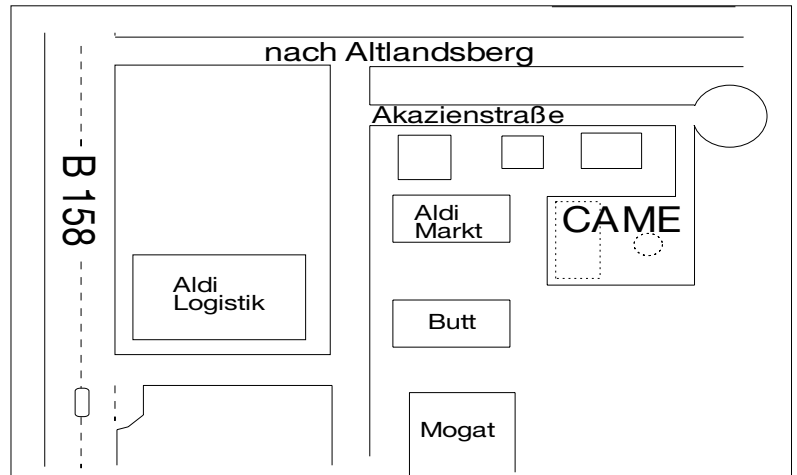 nach Altlandsberg
Akazienstraße
B 158
Aldi
Markt
CAME
Aldi
Logistik
Butt
Mogat